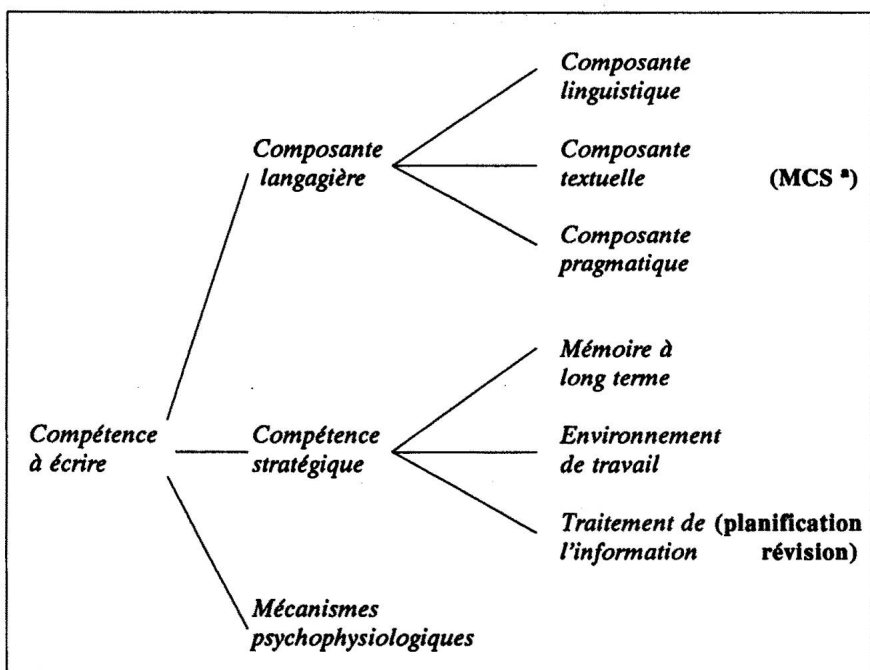 Composante
linguistique
Composante
langagière
Composante
textuelle
(MCS ª)
Composante
pragmatique
Mémoire à
long terme
Compétence
à écrire
Compétence
stratégique
Environnement
de travail
Traitement de (planification
l'information révision)
Mécanismes
psychophysiologiques